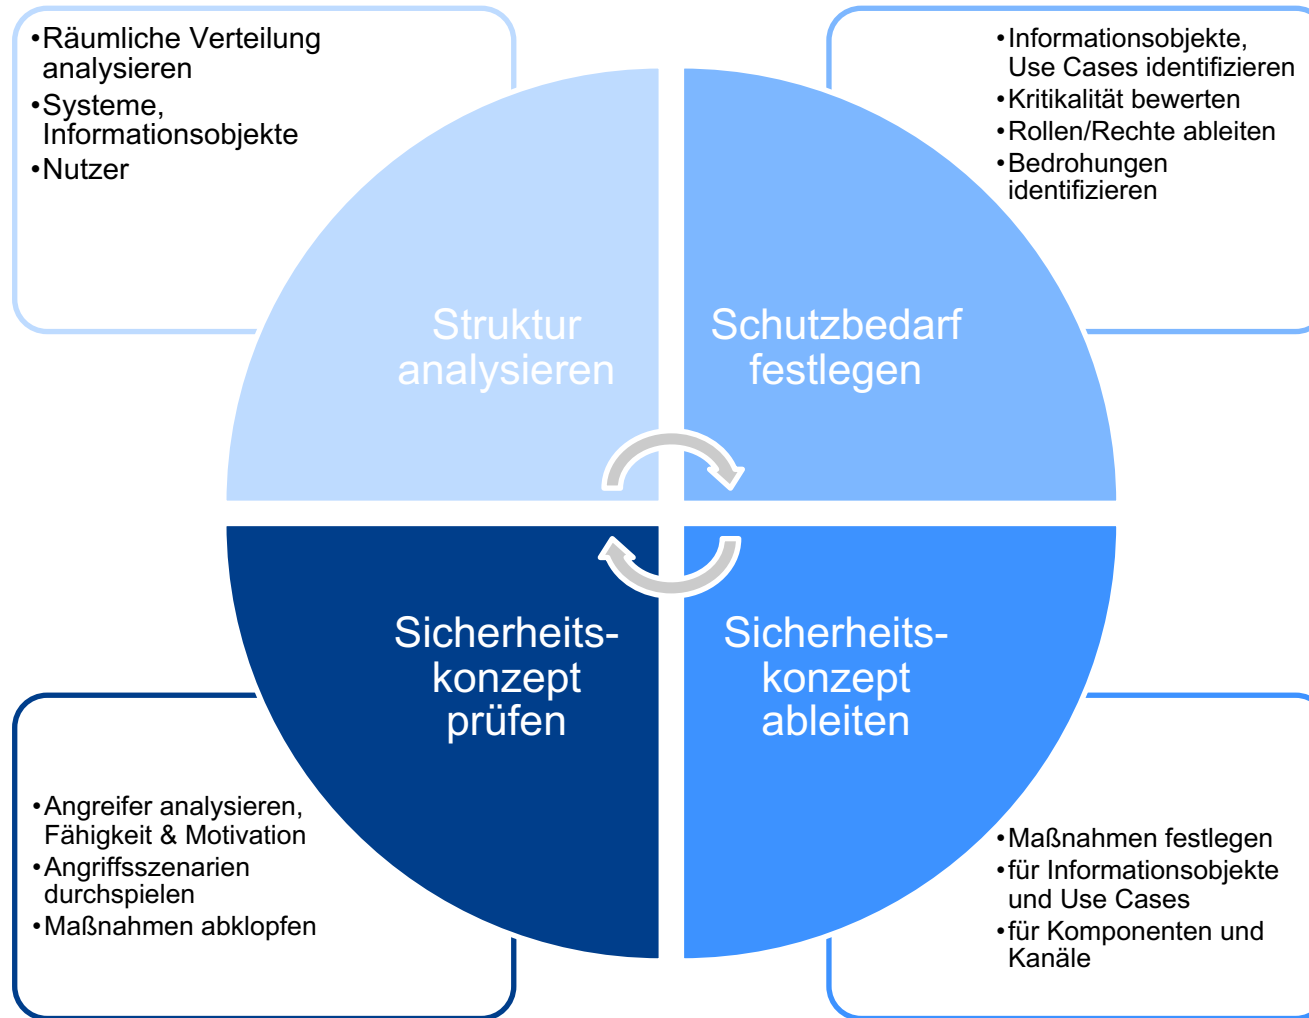 •Räumliche Verteilung
analysieren
•Systeme,
Informationsobjekte
•Nutzer
•Informationsobjekte,
Use Cases identifizieren
•Kritikalität bewerten
•Rollen/Rechte ableiten
•Bedrohungen
identifizieren
Struktur
analysieren
Schutzbedarf
festlegen
Sicherheits-
konzept
prüfen
Sicherheits-
konzept
ableiten
•Angreifer analysieren,
Fähigkeit & Motivation
•Angriffsszenarien
durchspielen
•Maßnahmen abklopfen
•Maßnahmen festlegen
•für Informationsobjekte
und Use Cases
•für Komponenten und
Kanäle